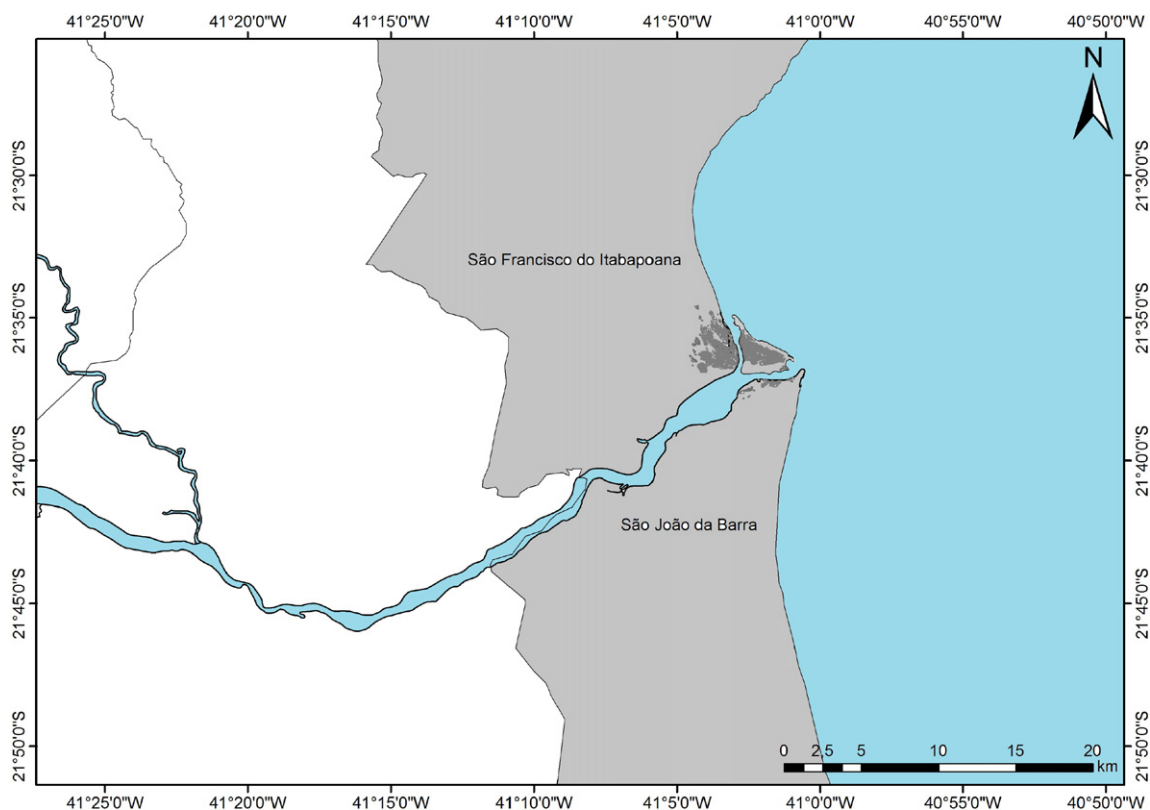 41°25'0"W 41°20'0"W 41°15'0"W 41°10'0"W 41°5'0"W 41°0'0"W 40°55'0"W 40°50'0"W
N
21°30'0"S 21°30'0"S
São Francisco do Itabapoana
21°35'0"S 21°35'0"S
21°40'0"S 21°40'0"S
São João da Barra
21°45'0"S 21°45'0"S
21°50'0"S 21°50'0"S
0 2,5 5 10 15 20
km
41°25'0"W 41°20'0"W 41°15'0"W 41°10'0"W 41°5'0"W 41°0'0"W 40°55'0"W 40°50'0"W